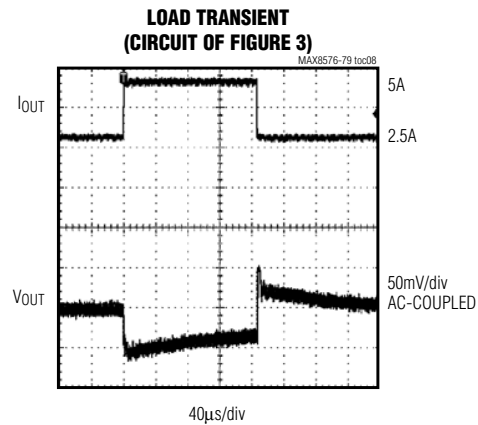 LOAD TRANSIENT
(CIRCUIT OF FIGURE 3)
MAX8576-79 toc08
IOUT
5A
2.5A
VOUT
50mV/div
AC-COUPLED
40μs/div